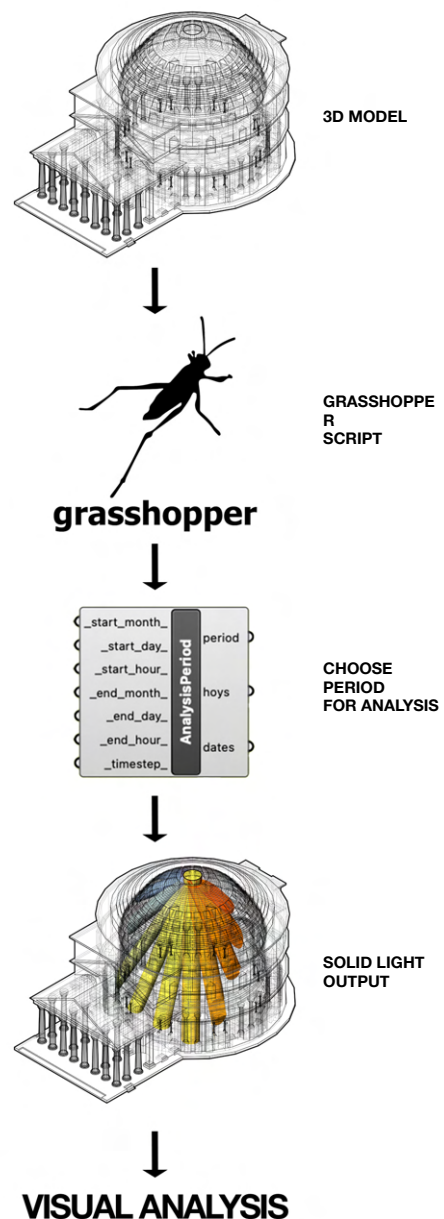 3D MODEL
GRASSHOPPE
R
SCRIPT
grasshopper
_start_month_
_start_day_
_start_hour_
_end_month_
_end_day_
_end_hour_
_timestep_
AnalysisPeriod
period
hoys
dates
CHOOSE
PERIOD
FOR ANALYSIS
SOLID LIGHT
OUTPUT
VISUAL ANALYSIS